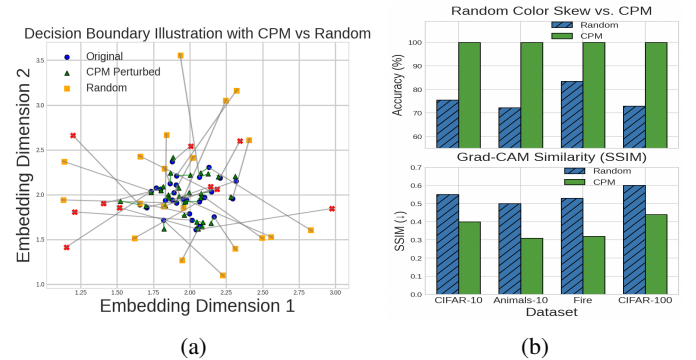 Decision Boundary Illustration with CPM vs Random
Original
CPM Perturbed
Random
Embedding Dimension 2
3.5
3.0
2.5
2.0
1.5
1.0
1.25
1.50
1.75
2.00
2.25
2.50
2.75
3.00
Embedding Dimension 1
(a)
Random Color Skew vs. CPM
Random
CPM
Accuracy (%)
100
90
80
70
60
Grad-CAM Similarity (SSIM)
Random
CPM
SSIM (↓)
0.7
0.6
0.5
0.4
0.3
0.2
0.1
0.0
CIFAR-10
Animals-10
Fire
CIFAR-100
Dataset
(b)